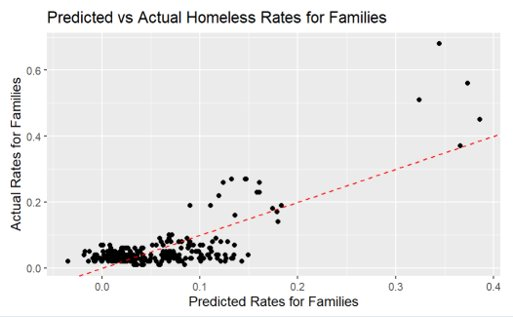 Predicted vs Actual Homeless Rates for Families
Actual Rates for Families
0.6
0.4
0.2
0.0
0.0 0.1 0.2 0.3 0.4
Predicted Rates for Families